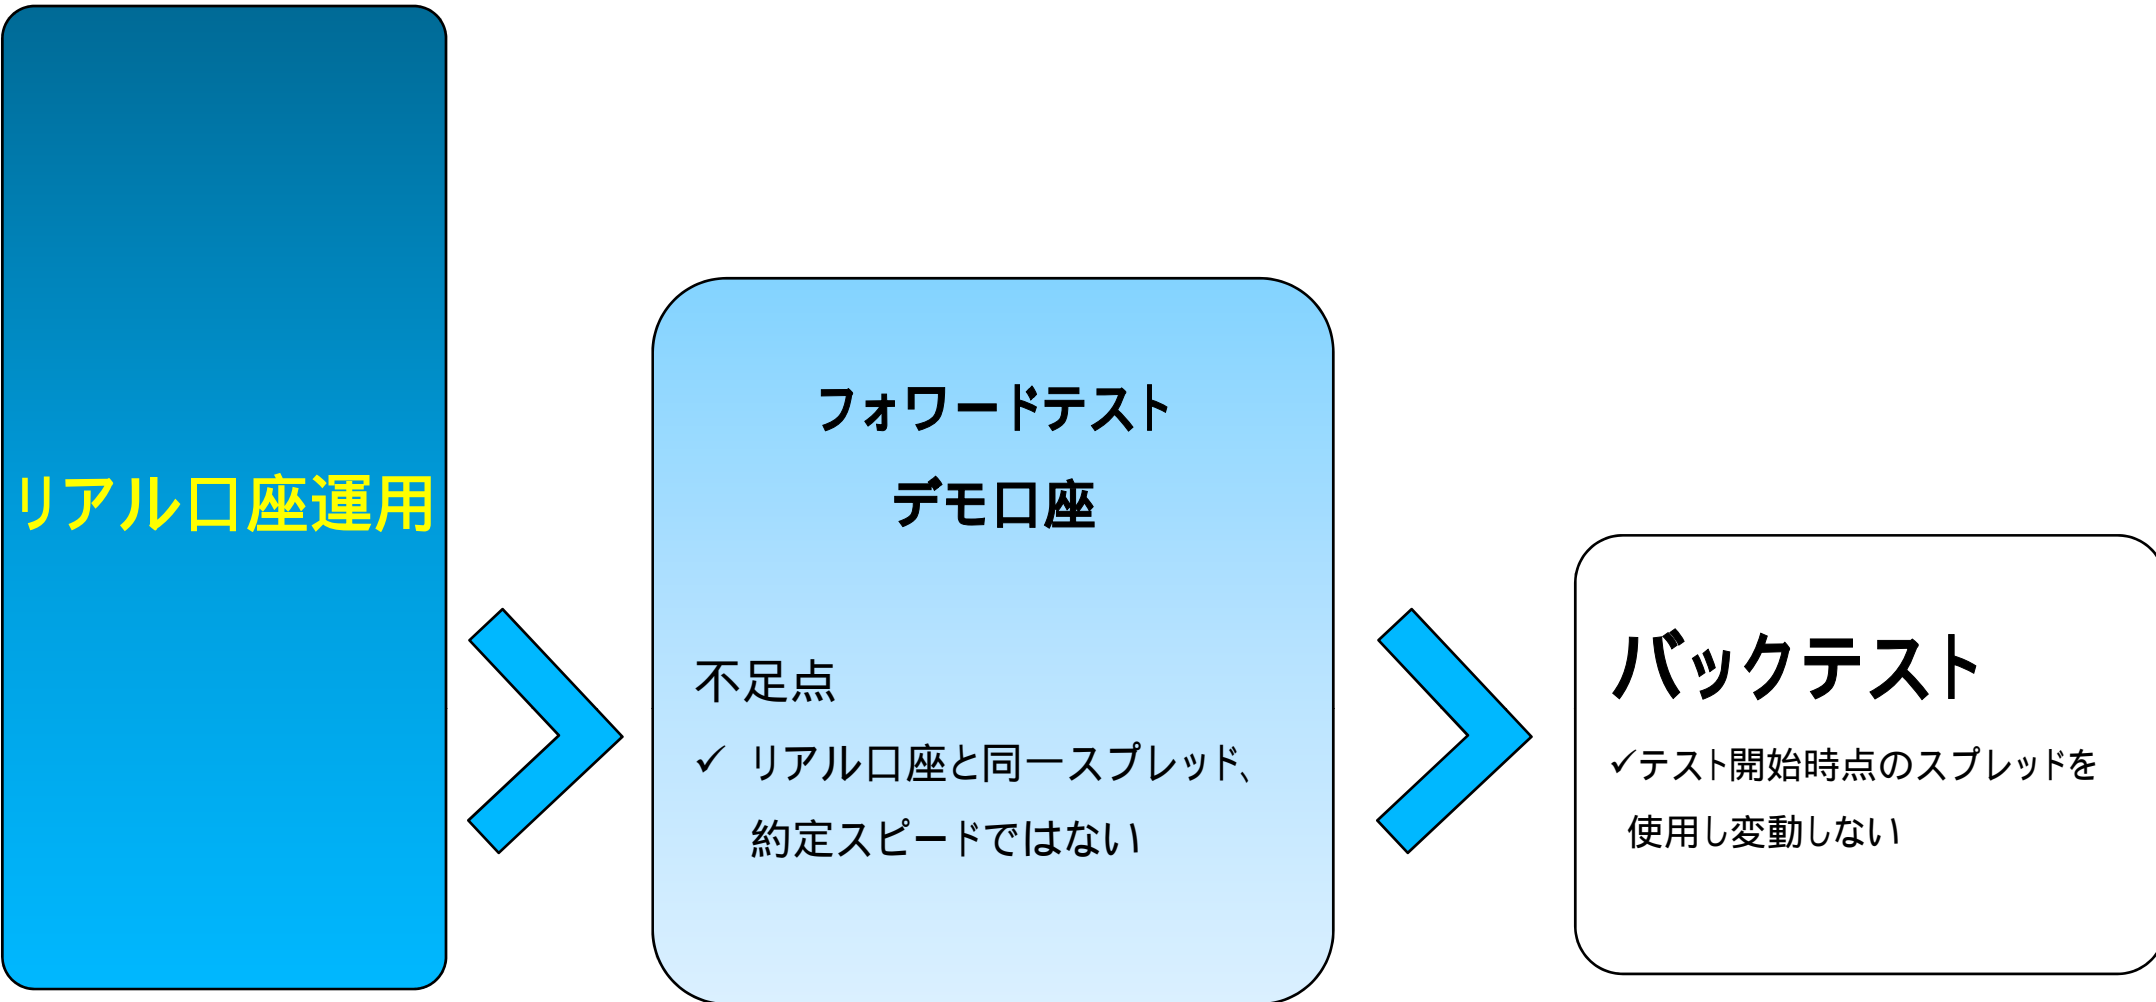 リアル口座運用
フォワードテスト
デモ口座
不足点
✓ リアル口座と同一スプレッド、
約定スピードではない
バックテスト
✓テスト開始時点のスプレッドを
使用し変動しない